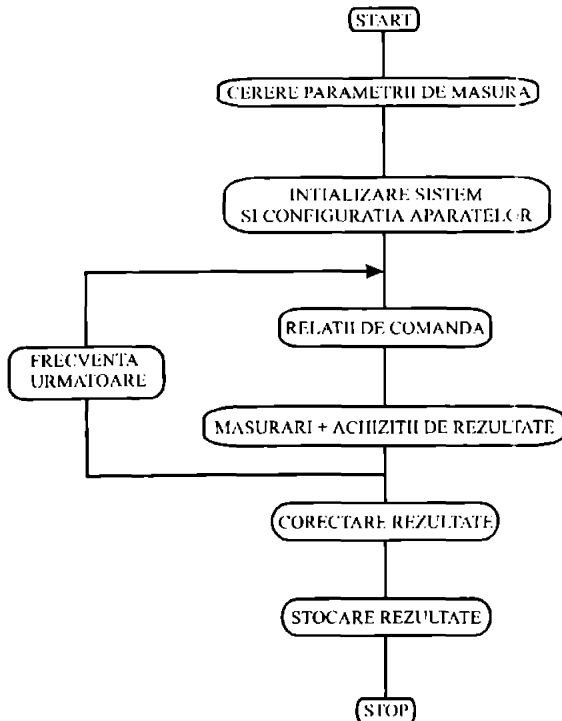 START
CERERE PARAMETRII DE MASURA
INTIALIZARE SISTEM
SI CONFIGURATIA APARATELOR
RELATII DE COMANDA
FRECVENTA
URMATOARE
MASURARI + ACHIZITII DE REZULTATE
CORECTARE REZULTATE
STOCARE REZULTATE
STOP